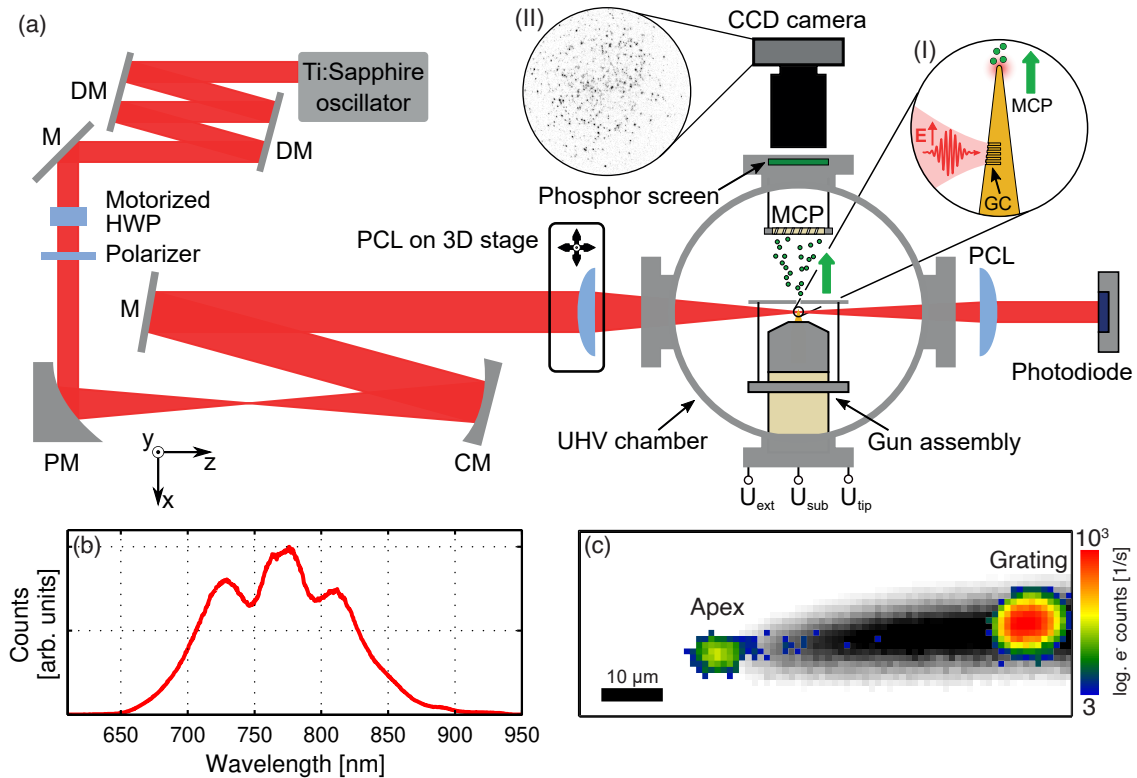 (a)
Ti:Sapphire
oscillator
DM
DM
M
Motorized
HWP
Polarizer
M
PM
CM
y
z
x
(II)
CCD camera
(I)
MCP
E
GC
Phosphor screen
MCP
PCL on 3D stage
PCL
Photodiode
UHV chamber
Gun assembly
U_ext
U_sub
U_tip
(b)
Counts
[arb. units]
650 700 750 800 850 900 950
Wavelength [nm]
(c)
Apex
Grating
10 µm
10³
3
log. e⁻ counts [1/s]